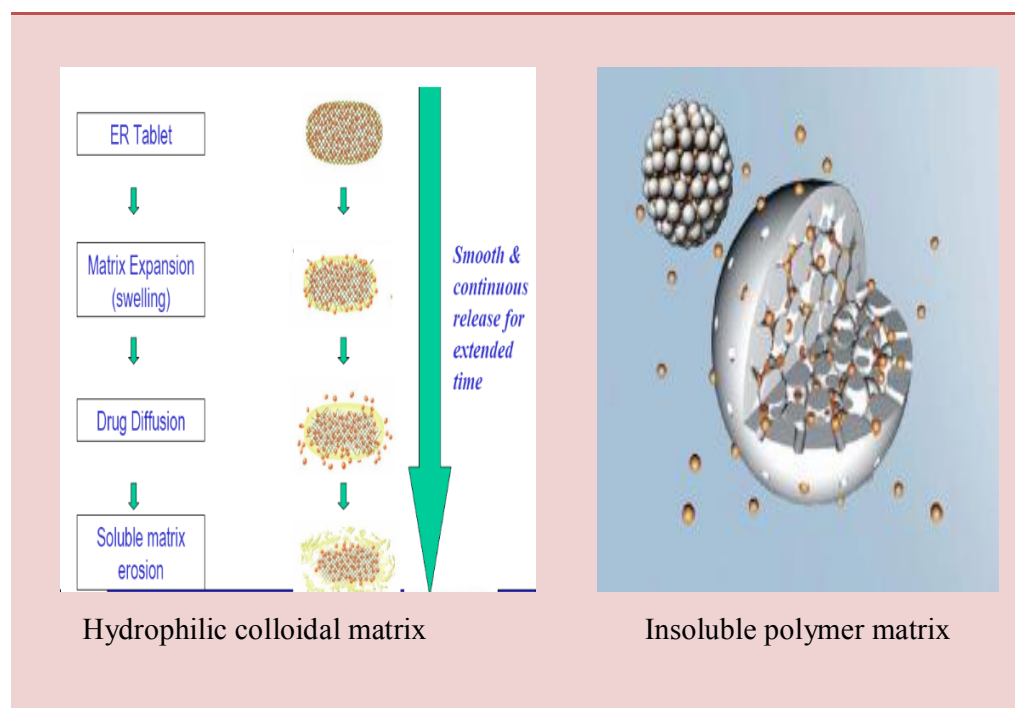 ER Tablet
Matrix Expansion
(swelling)
Drug Diffusion
Soluble matrix
erosion
Smooth &
continuous
release for
extended
time
Hydrophilic colloidal matrix
Insoluble polymer matrix